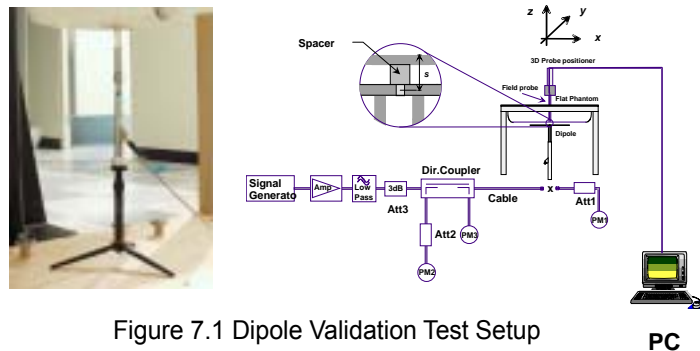 z
y
x
Spacer
s
3D Probe positioner
Field probe
Flat Phantom
Dipole
Dir.Coupler
Signal
Generato
Amp
Low
Pass
3dB
Cable
x
Att1
Att3
Att2
PM3
PM1
PM2
Figure 7.1 Dipole Validation Test Setup
PC